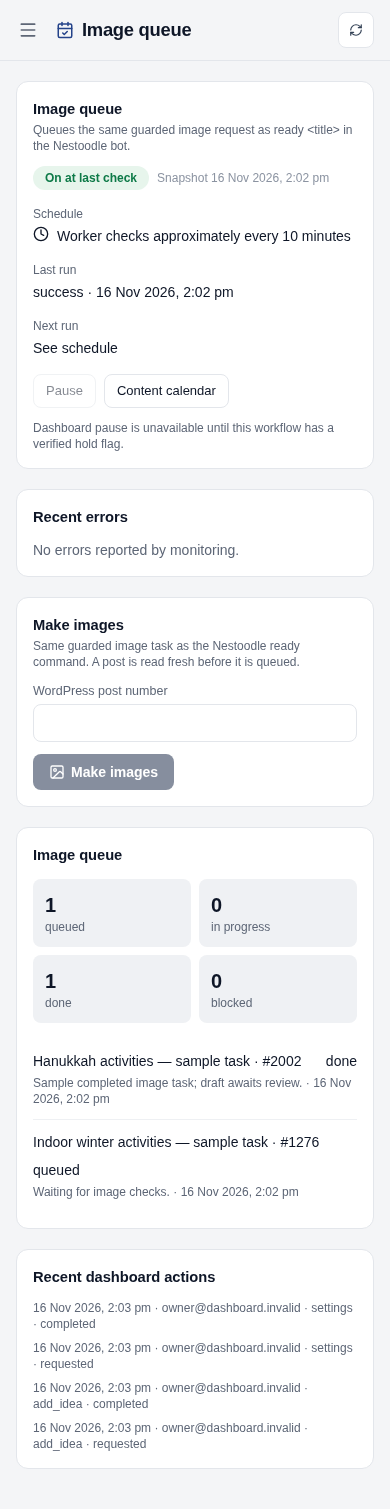 Image queue
Image queue
Queues the same guarded image request as ready <title> in
the Nestoodle bot.
On at last check Snapshot 16 Nov 2026, 2:02 pm
Schedule
Worker checks approximately every 10 minutes
Last run
success · 16 Nov 2026, 2:02 pm
Next run
See schedule
Pause Content calendar
Dashboard pause is unavailable until this workflow has a
verified hold flag.
Recent errors
No errors reported by monitoring.
Make images
Same guarded image task as the Nestoodle ready
command. A post is read fresh before it is queued.
WordPress post number
Make images
Image queue
1 0
queued in progress
1 0
done blocked
Hanukkah activities — sample task · #2002 done
Sample completed image task; draft awaits review. · 16 Nov
2026, 2:02 pm
Indoor winter activities — sample task · #1276
queued
Waiting for image checks. · 16 Nov 2026, 2:02 pm
Recent dashboard actions
16 Nov 2026, 2:03 pm · owner@dashboard.invalid · settings
· completed
16 Nov 2026, 2:03 pm · owner@dashboard.invalid · settings
· requested
16 Nov 2026, 2:03 pm · owner@dashboard.invalid ·
add_idea · completed
16 Nov 2026, 2:03 pm · owner@dashboard.invalid ·
add_idea · requested